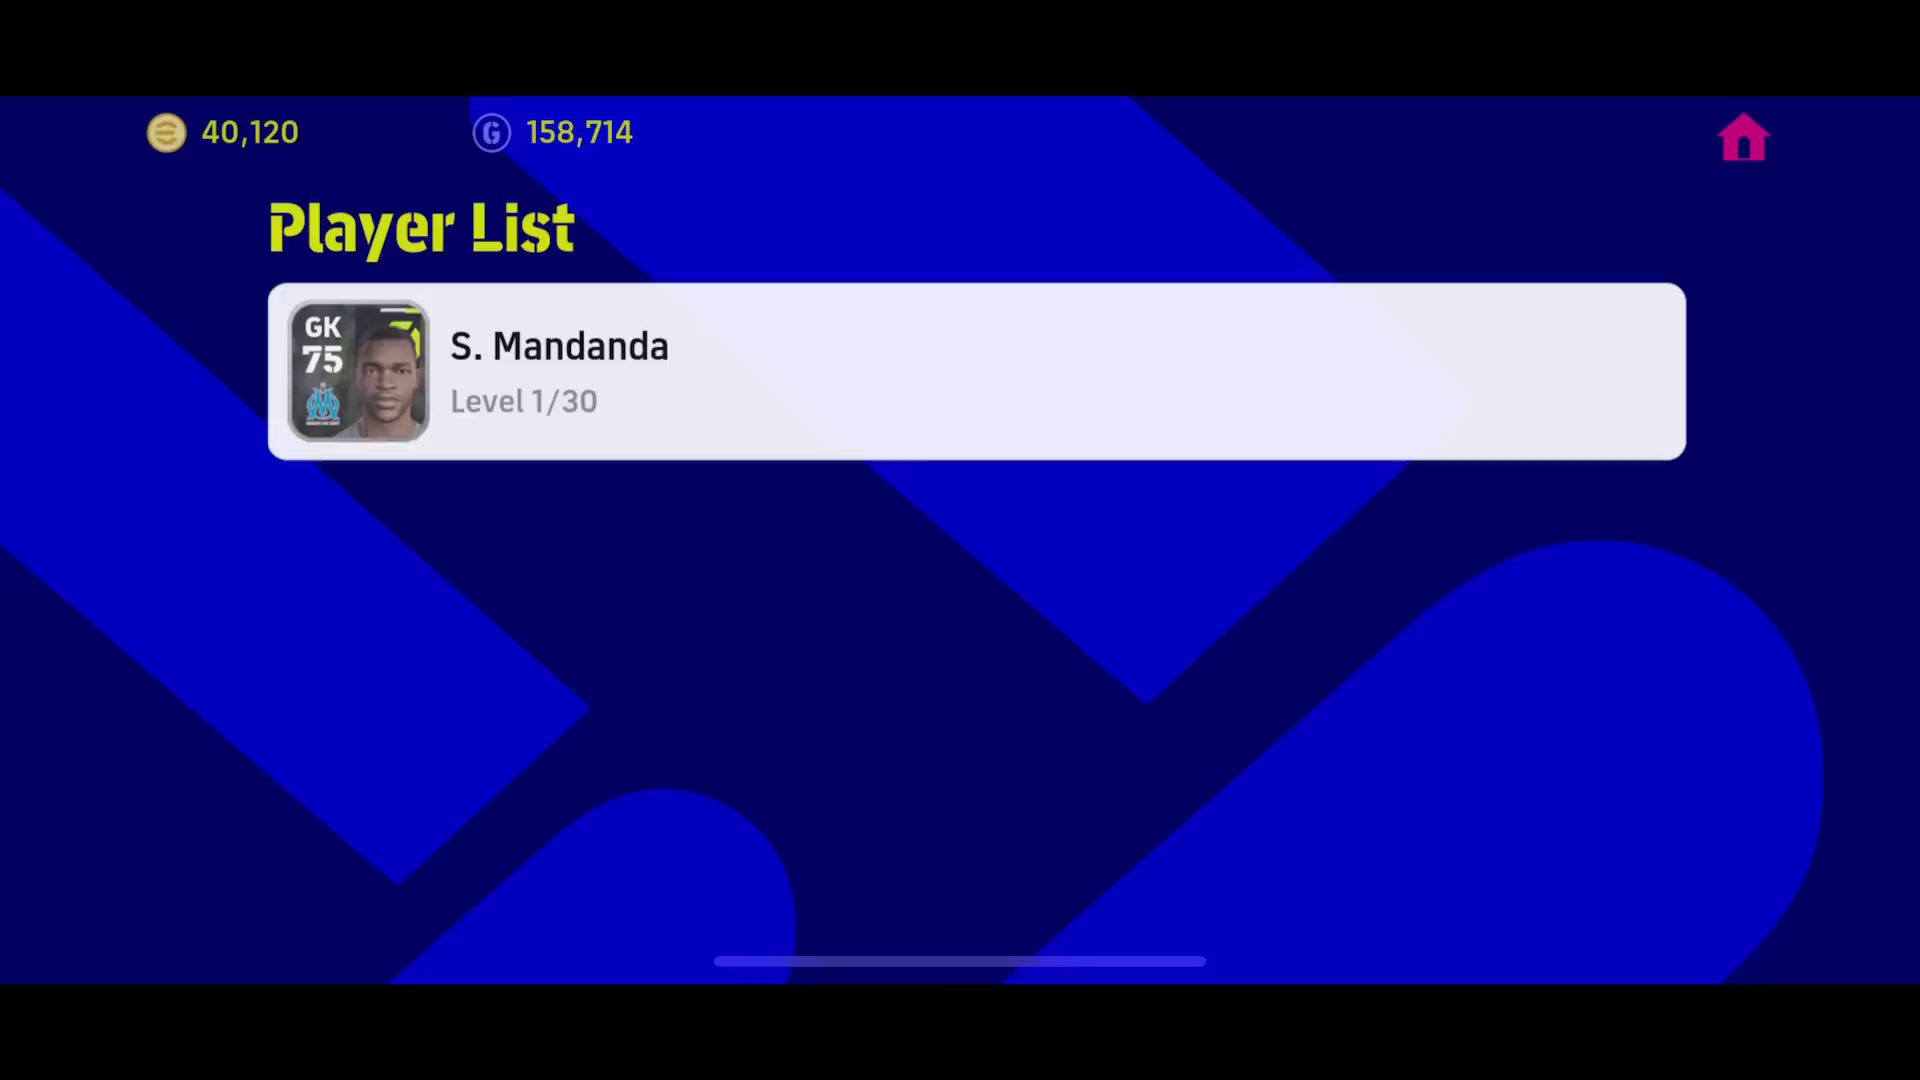 40,120
158,714
Player List
GK
75
S. Mandanda
Level 1/30